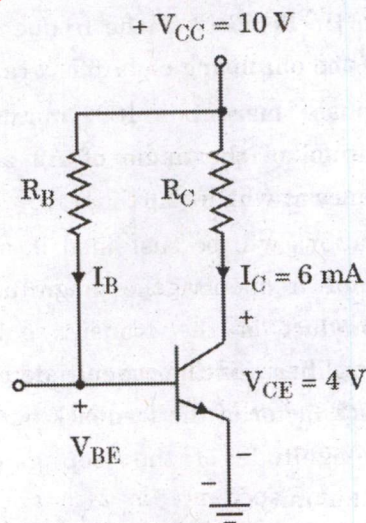 + V_CC = 10 V
R_B
R_C
I_B
I_C = 6 mA
+
V_CE = 4 V
+
V_BE
−
−